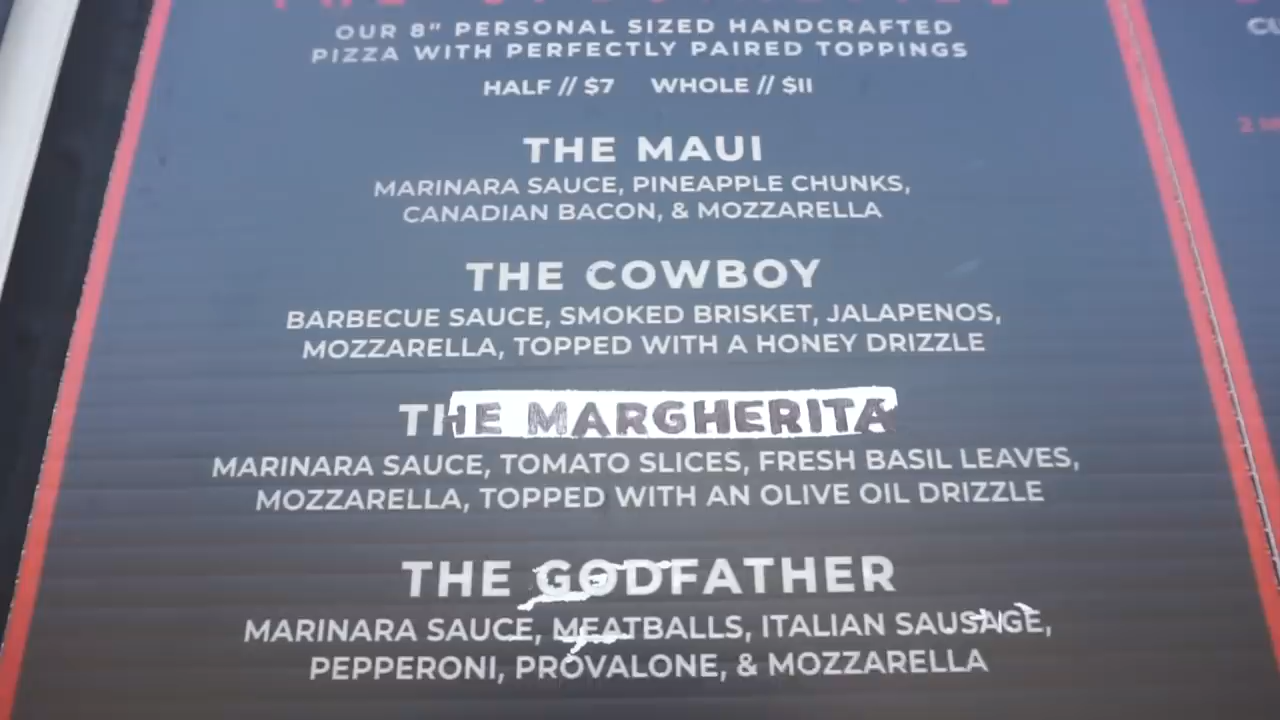 OUR 8" PERSONAL SIZED HANDCRAFTED
PIZZA WITH PERFECTLY PAIRED TOPPINGS
HALF // $7 WHOLE // $11
THE MAUI
MARINARA SAUCE, PINEAPPLE CHUNKS,
CANADIAN BACON, & MOZZARELLA
THE COWBOY
BARBECUE SAUCE, SMOKED BRISKET, JALAPENOS,
MOZZARELLA, TOPPED WITH A HONEY DRIZZLE
THE MARGHERITA
MARINARA SAUCE, TOMATO SLICES, FRESH BASIL LEAVES,
MOZZARELLA, TOPPED WITH AN OLIVE OIL DRIZZLE
THE GODFATHER
MARINARA SAUCE, MEATBALLS, ITALIAN SAUSAGE,
PEPPERONI, PROVALONE, & MOZZARELLA